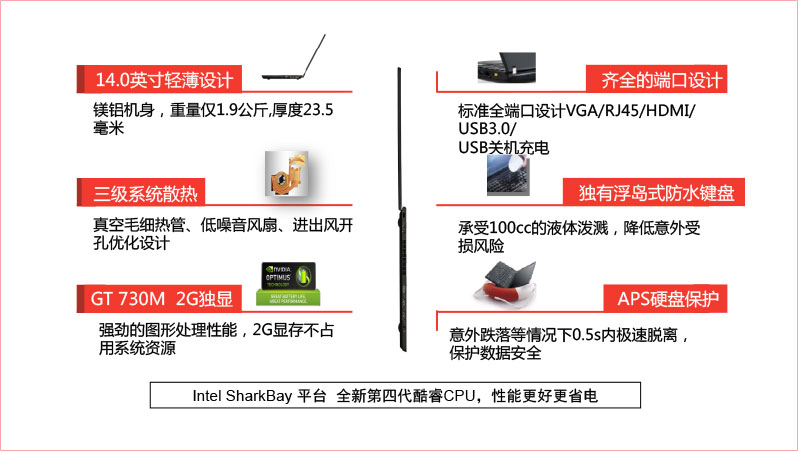 14.0英寸轻薄设计
镁铝机身，重量仅1.9公斤,厚度23.5
毫米
三级系统散热
真空毛细热管、低噪音风扇、进出风开
孔优化设计
NVIDIA
OPTIMUS
TECHNOLOGY
GREAT BATTERY LIFE.
GREAT PERFORMANCE.
GT 730M 2G独显
强劲的图形处理性能，2G显存不占
用系统资源
齐全的端口设计
标准全端口设计VGA/RJ45/HDMI/
USB3.0/
USB关机充电
独有浮岛式防水键盘
承受100cc的液体泼溅，降低意外受
损风险
APS硬盘保护
意外跌落等情况下0.5s内极速脱离，
保护数据安全
Intel SharkBay 平台 全新第四代酷睿CPU，性能更好更省电